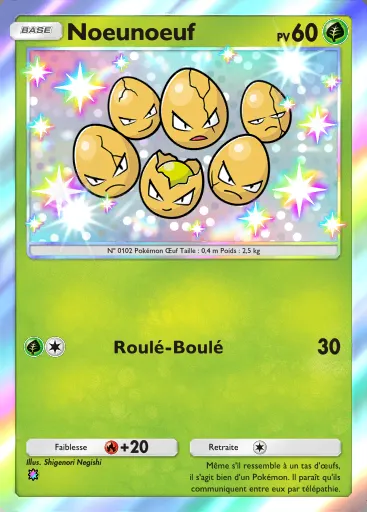 BASE
Noeunoeuf
PV 60
N° 0102 Pokémon Œuf Taille : 0,4 m Poids : 2,5 kg
Roulé-Boulé 30
Faiblesse +20 Retraite
Illus. Shigenori Negishi
Même s'il ressemble à un tas d'œufs,
il s'agit bien d'un Pokémon. Il paraît qu'ils
communiquent entre eux par télépathie.